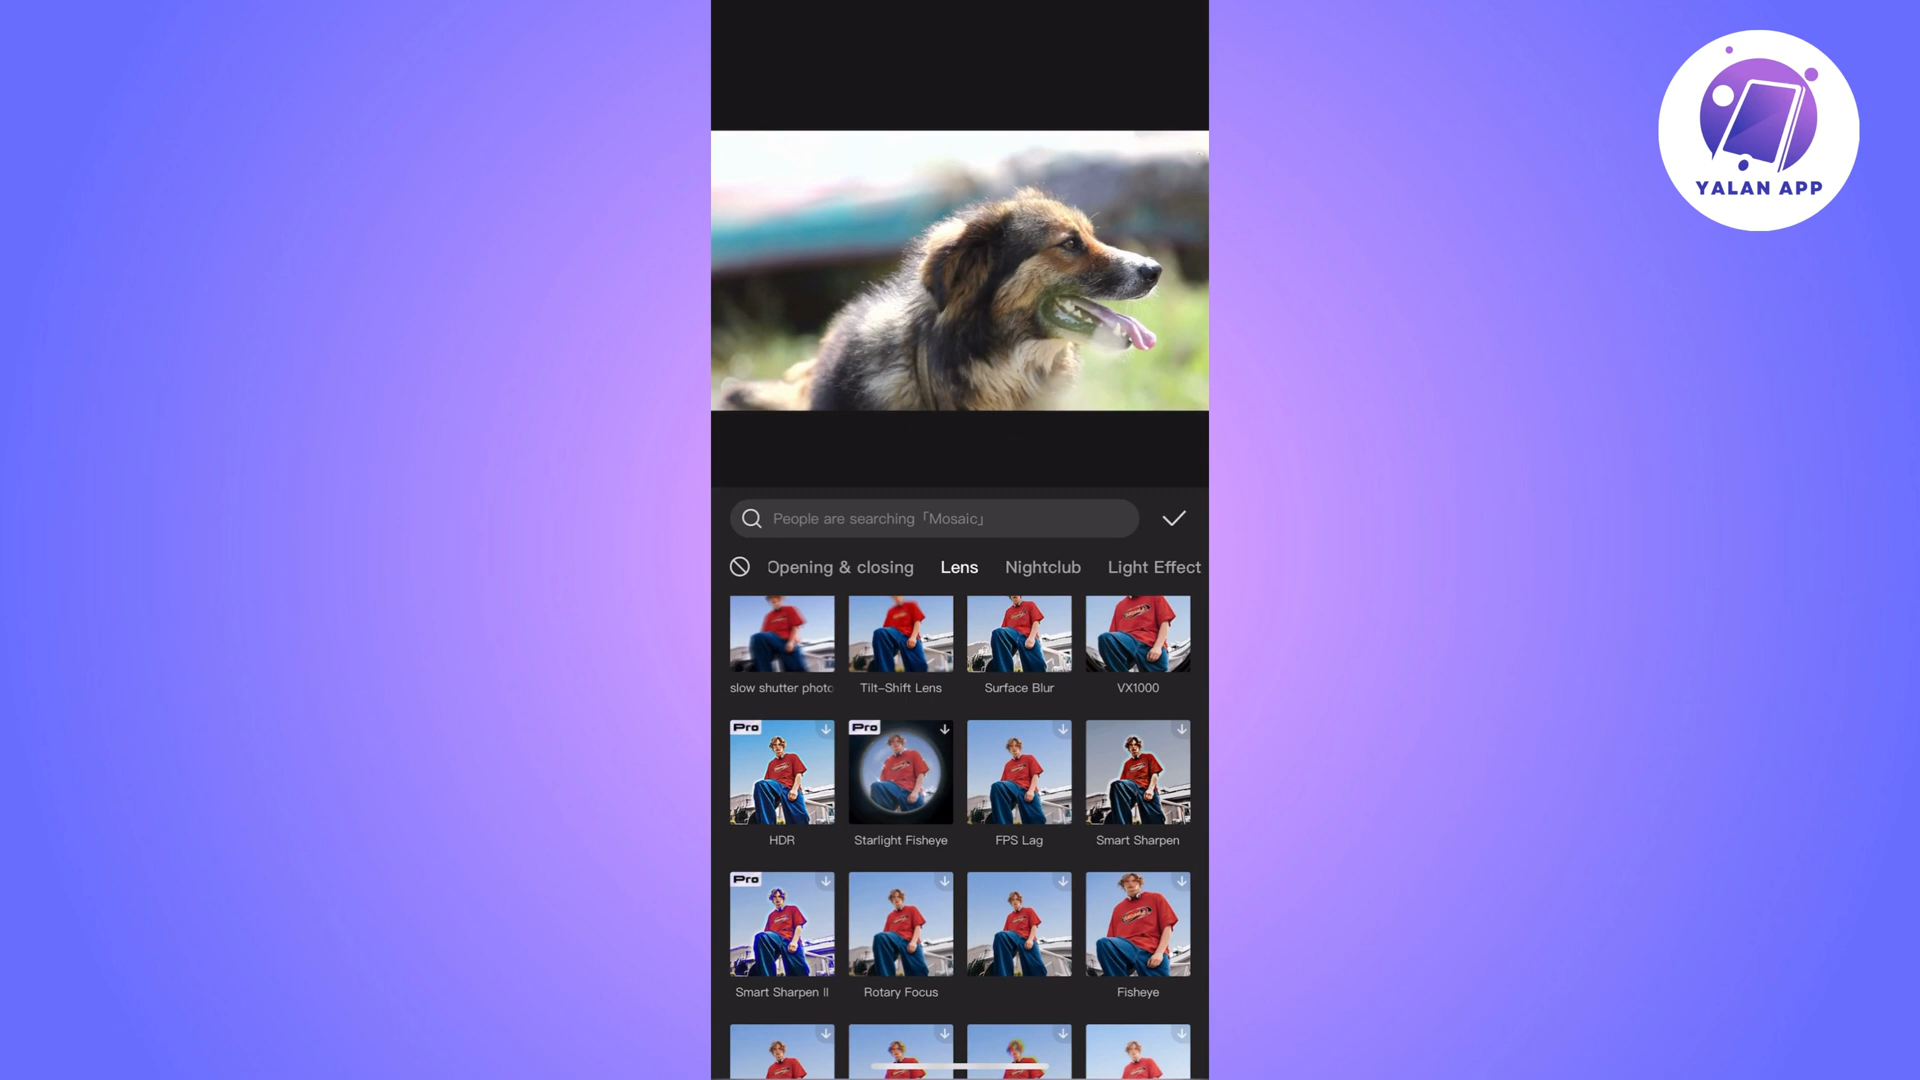 YALAN APP
People are searching「Mosaic」
Opening & closing Lens Nightclub Light Effect
slow shutter photo Tilt-Shift Lens Surface Blur VX1000
Pro Pro
HDR Starlight Fisheye FPS Lag Smart Sharpen
Pro
Smart Sharpen II Rotary Focus Fisheye